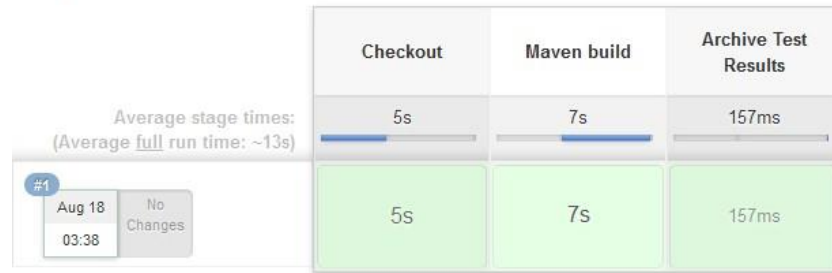 Checkout
Maven build
Archive Test
Results
Average stage times:
(Average full run time: ~13s)
5s
7s
157ms
#1
Aug 18
03:38
No
Changes
5s
7s
157ms